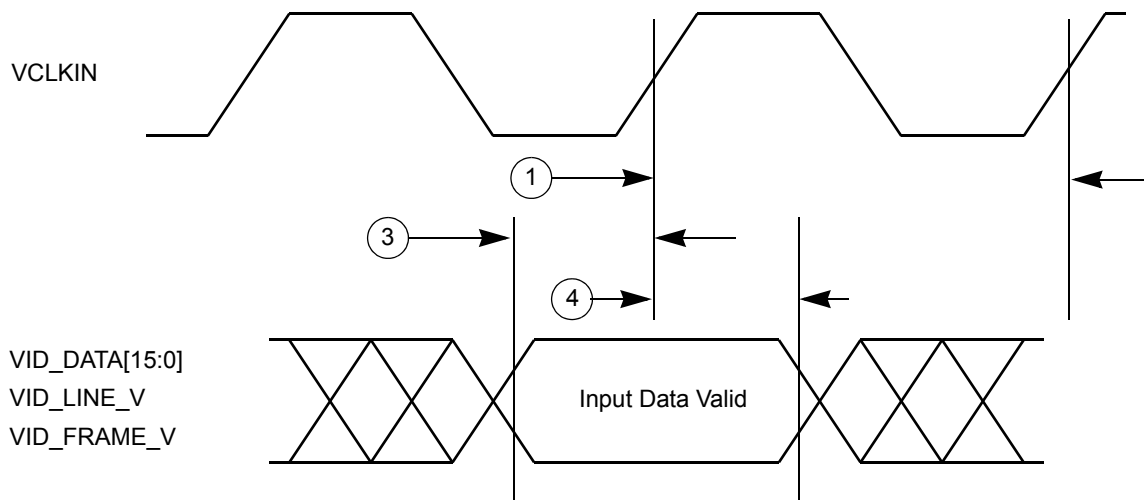 VCLKIN
1
3
4
VID_DATA[15:0]
VID_LINE_V
Input Data Valid
VID_FRAME_V